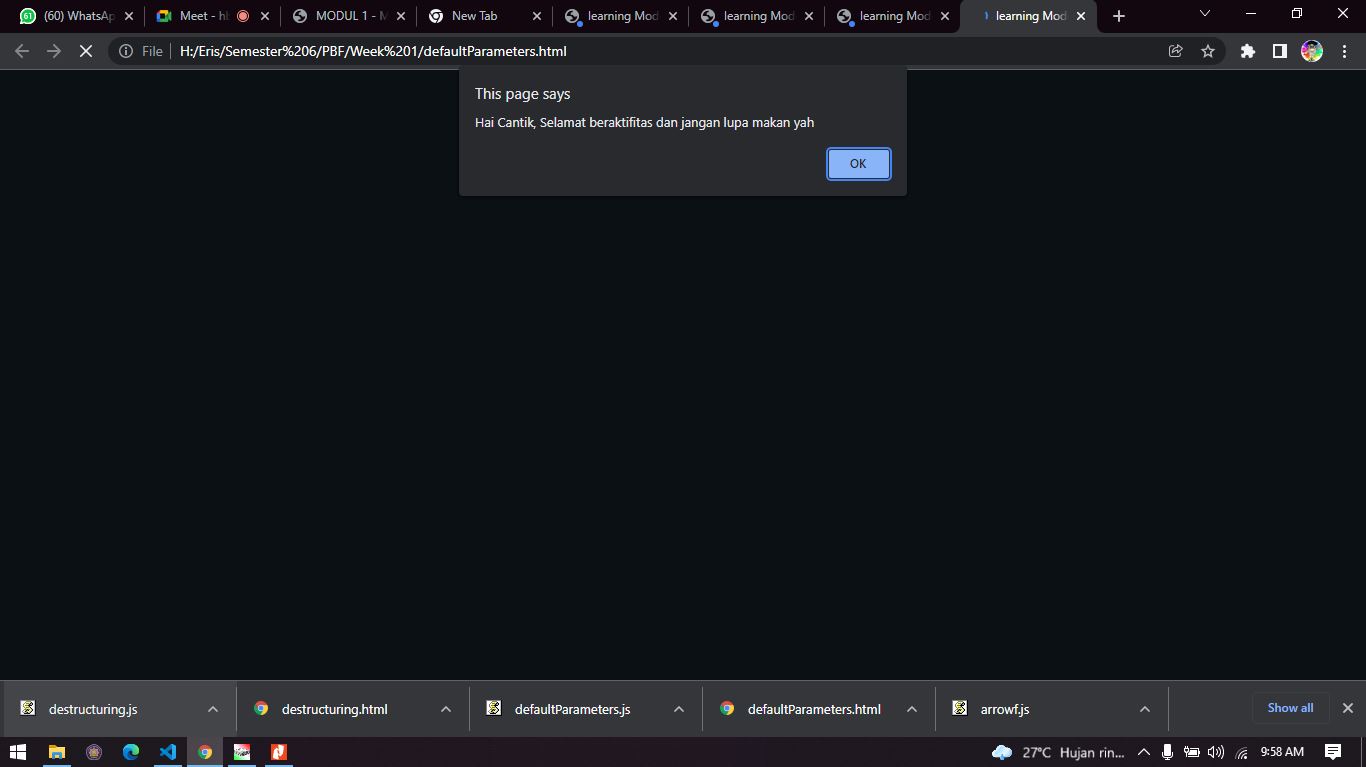 61 (60) WhatsAp
Meet - hb
MODUL 1 - M
New Tab
learning Mod
learning Mod
learning Mod
learning Mod
File
H:/Eris/Semester%206/PBF/Week%201/defaultParameters.html
This page says
Hai Cantik, Selamat beraktifitas dan jangan lupa makan yah
OK
destructuring.js
destructuring.html
defaultParameters.js
defaultParameters.html
arrowf.js
Show all
27°C Hujan rin...
9:58 AM